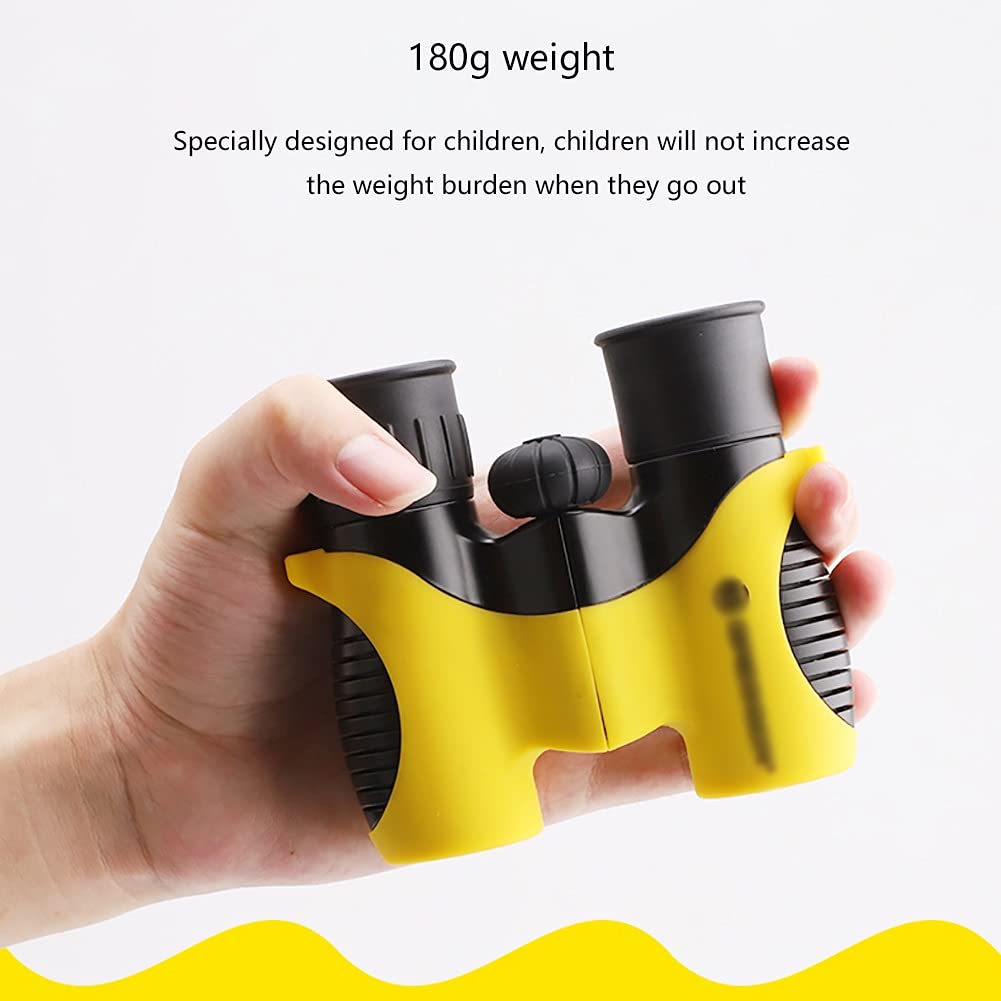 180g weight
Specially designed for children, children will not increase
the weight burden when they go out